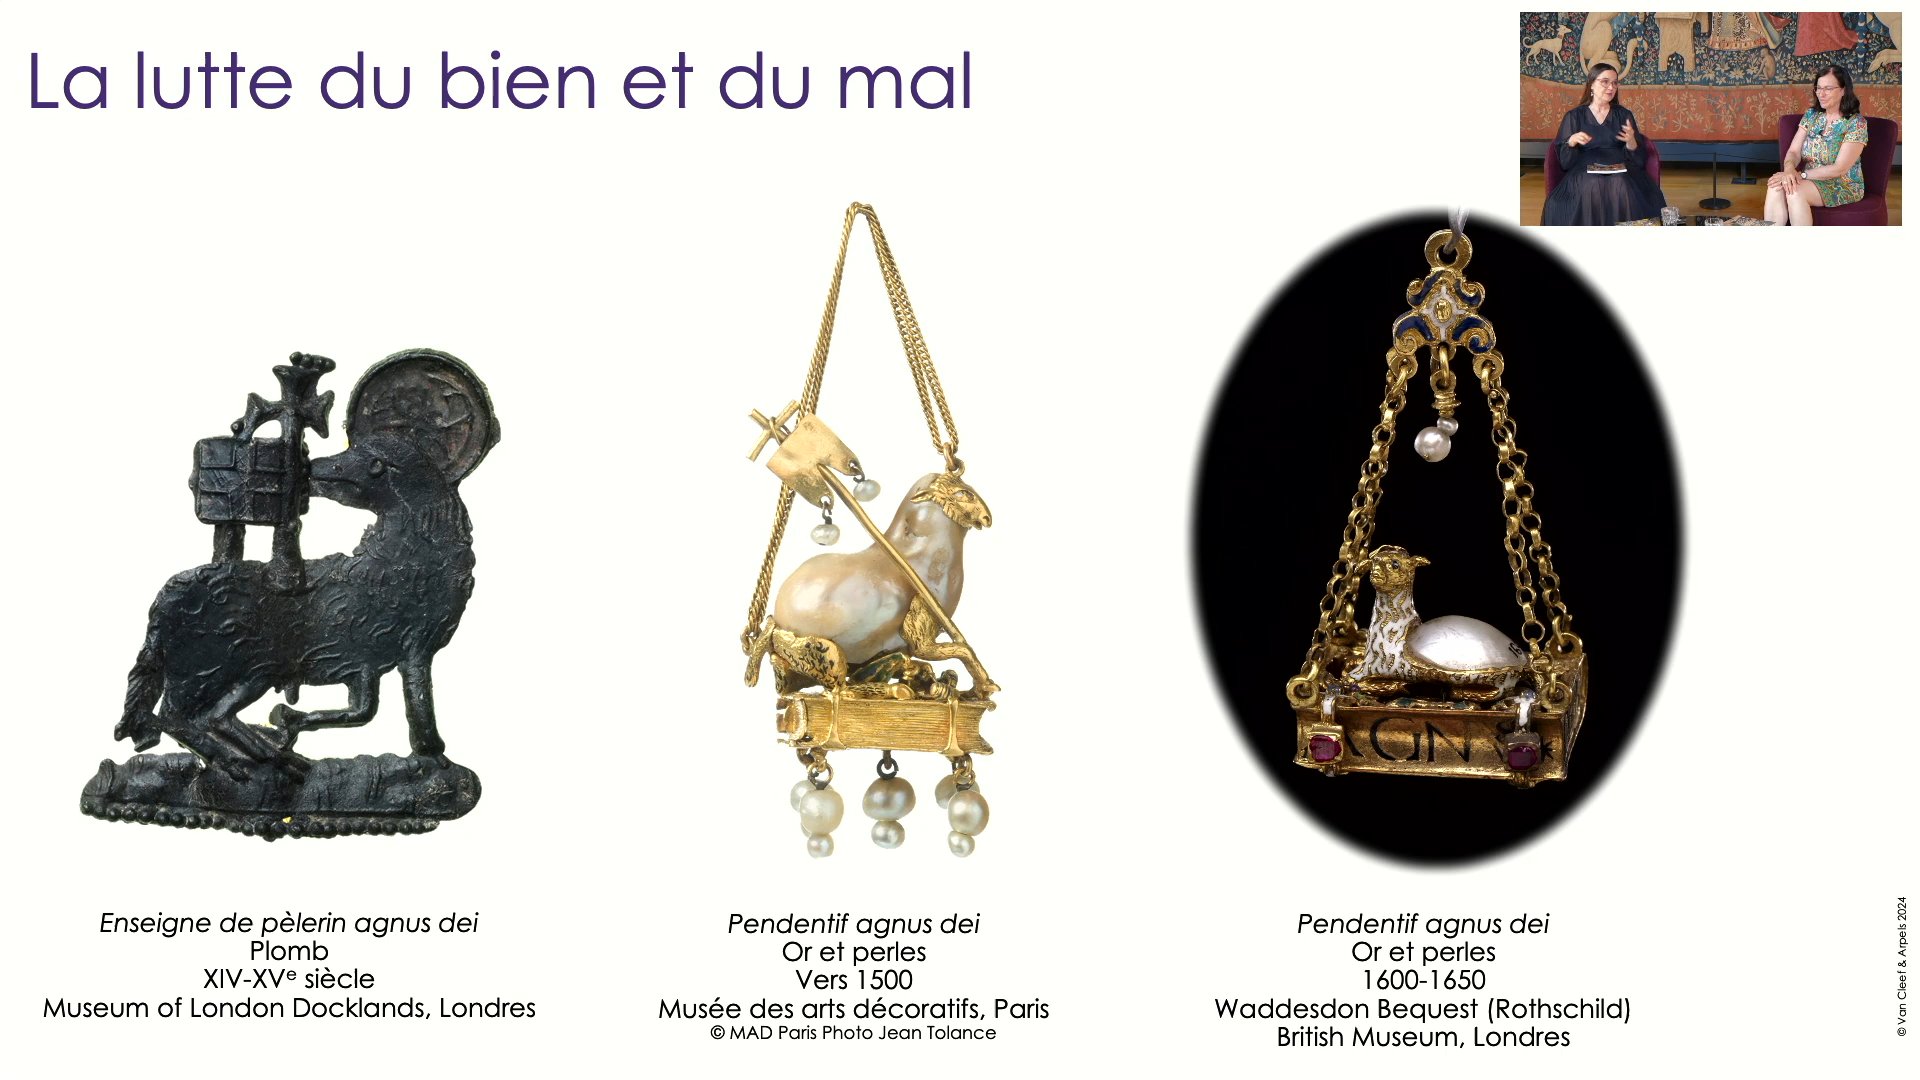 La lutte du bien et du mal
Enseigne de pèlerin agnus dei
Plomb
XIV-XVᵉ siècle
Museum of London Docklands, Londres
Pendentif agnus dei
Or et perles
Vers 1500
Musée des arts décoratifs, Paris
© MAD Paris Photo Jean Tolance
AGN
Pendentif agnus dei
Or et perles
1600-1650
Waddesdon Bequest (Rothschild)
British Museum, Londres
© Van Cleef & Arpels 2024